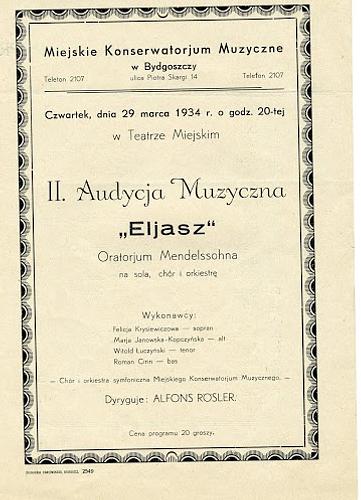 Miejskie Konserwatorjum Muzyczne
w Bydgoszczy
Telefon 2107 ulica Piotra Skargi 14 Telefon 2107
Czwartek, dnia 29 marca 1934 r. o godz. 20-tej
w Teatrze Miejskim
II. Audycja Muzyczna
„Eljasz"
Oratorjum Mendelssohna
na sola, chór i orkiestrę
Wykonawcy:
Felicja Krysiewiczowa — sopran
Marja Janowska-Kopczyńska — alt
Witold Łuczyński — tenor
Roman Cirin — bas
— Chór i orkiestra symfoniczna Miejskiego Konserwatorjum Muzycznego. —
Dyryguje: ALFONS RÖSLER.
Cena programu 20 groszy.
2549